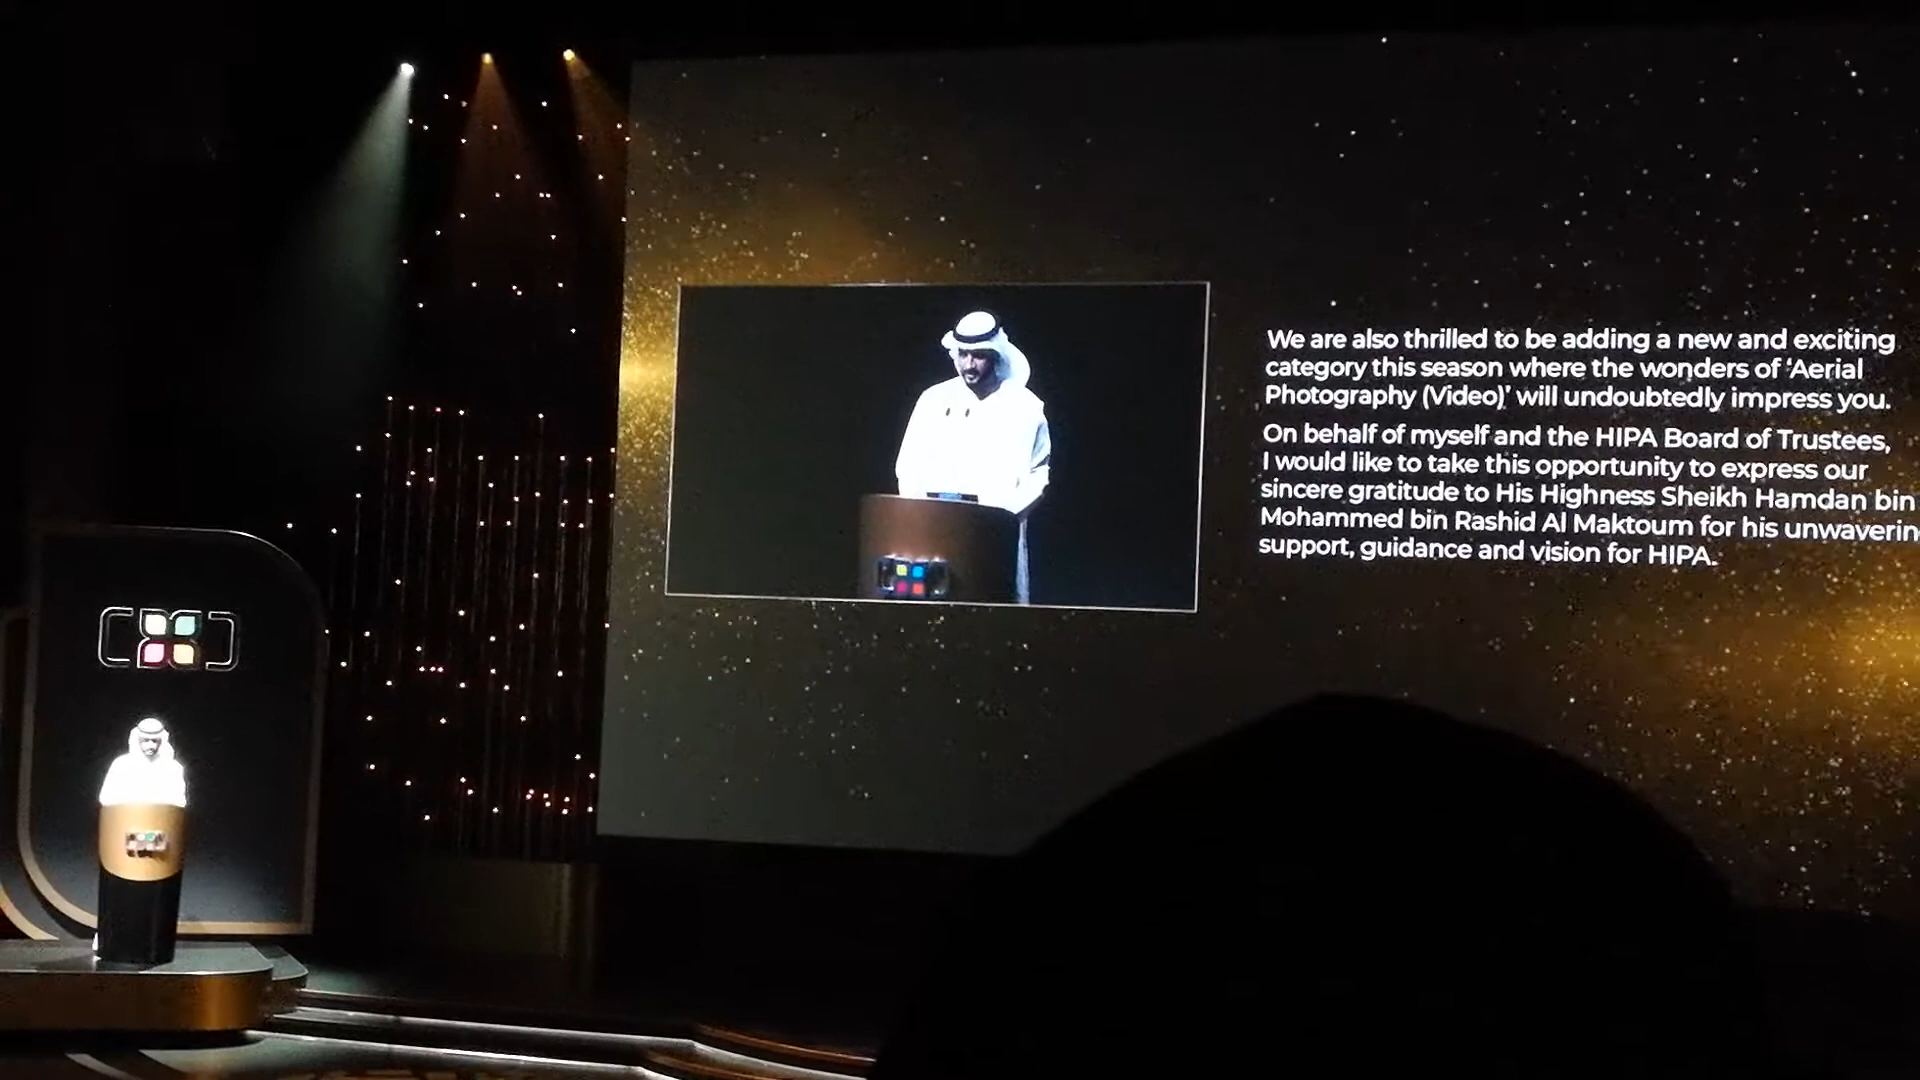 We are also thrilled to be adding a new and exciting
category this season where the wonders of ‘Aerial
Photography (Video)’ will undoubtedly impress you.
On behalf of myself and the HIPA Board of Trustees,
I would like to take this opportunity to express our
sincere gratitude to His Highness Sheikh Hamdan bin
Mohammed bin Rashid Al Maktoum for his unwaverin
support, guidance and vision for HIPA.